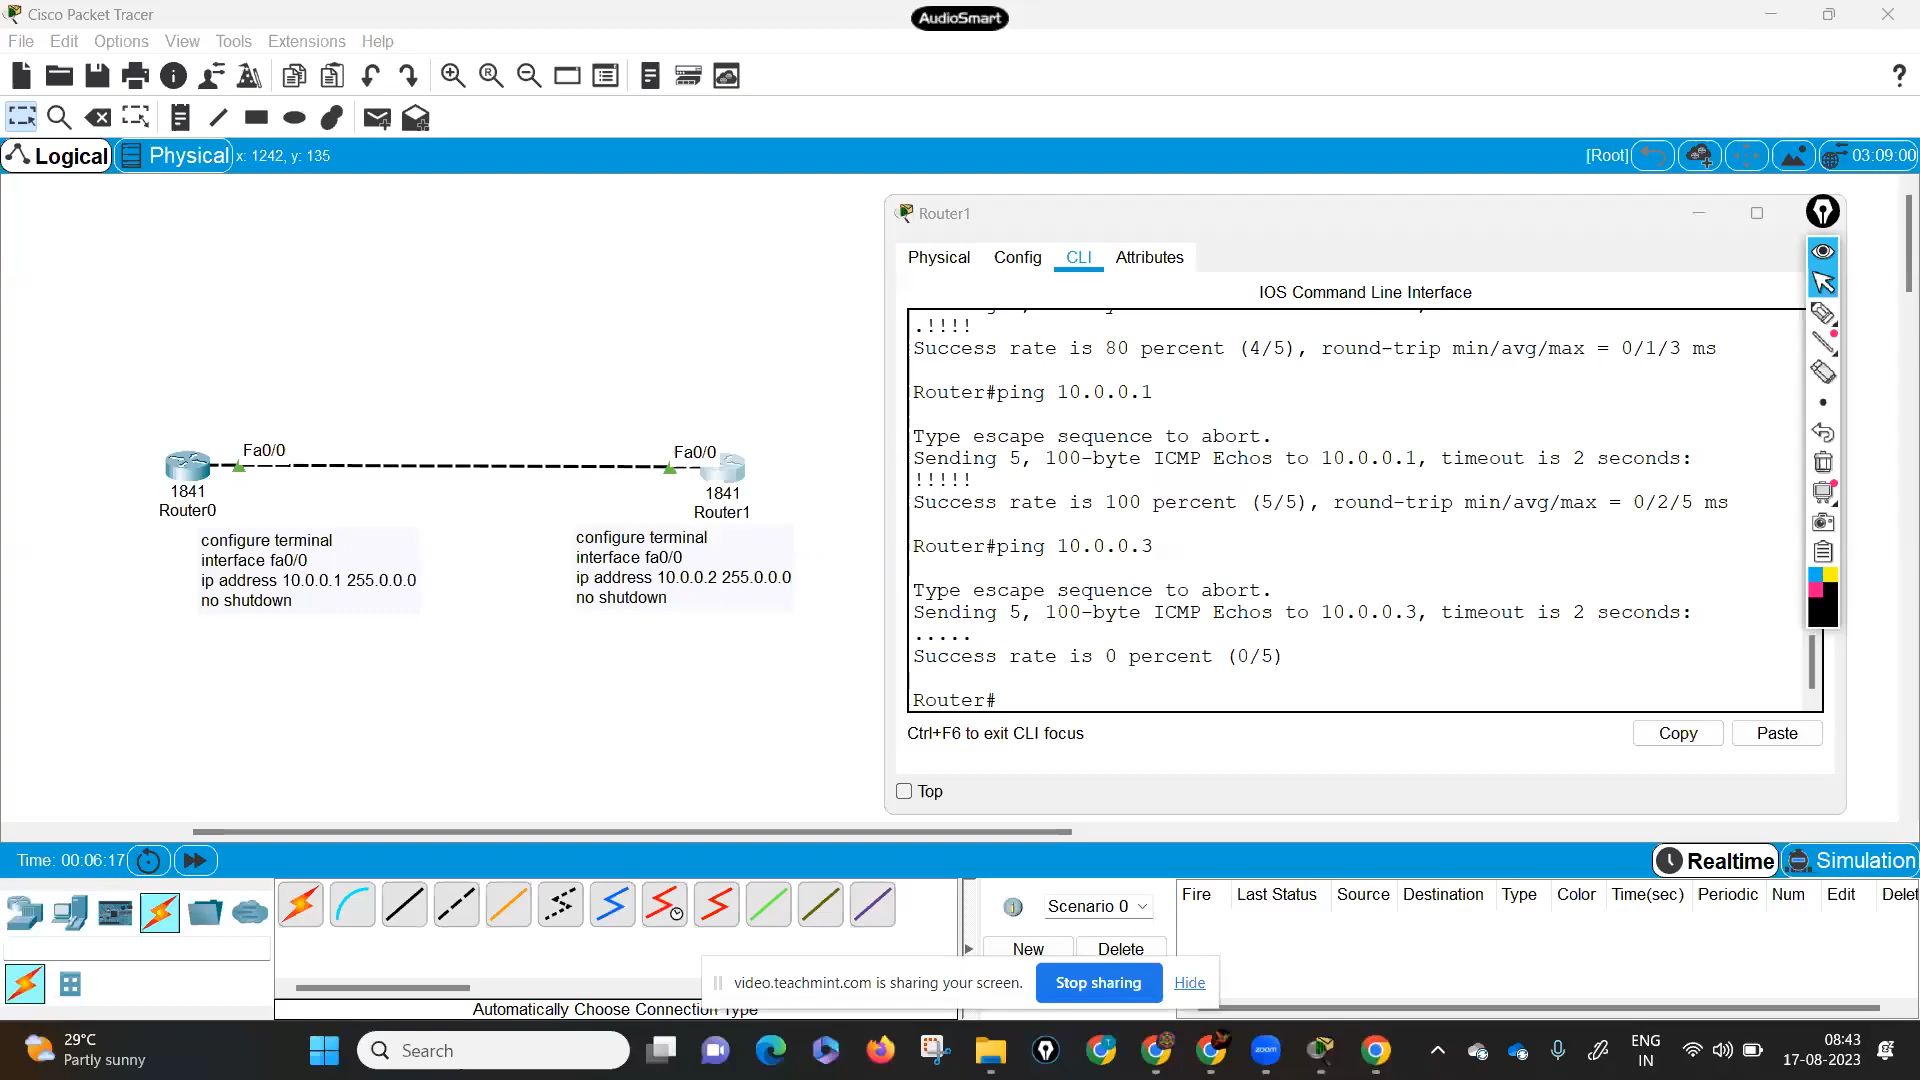 Cisco Packet Tracer
AudioSmart
File Edit Options View Tools Extensions Help
?
Logical Physical x: 1242, y: 135
[Root] 03:09:00
Router1
Physical Config CLI Attributes
IOS Command Line Interface
.!!!!
Success rate is 80 percent (4/5), round-trip min/avg/max = 0/1/3 ms
Router#ping 10.0.0.1
Type escape sequence to abort.
Sending 5, 100-byte ICMP Echos to 10.0.0.1, timeout is 2 seconds:
!!!!!
Success rate is 100 percent (5/5), round-trip min/avg/max = 0/2/5 ms
Router#ping 10.0.0.3
Type escape sequence to abort.
Sending 5, 100-byte ICMP Echos to 10.0.0.3, timeout is 2 seconds:
.....
Success rate is 0 percent (0/5)
Router#
Ctrl+F6 to exit CLI focus
Copy Paste
Top
Fa0/0
1841
Router0
configure terminal
interface fa0/0
ip address 10.0.0.1 255.0.0.0
no shutdown
Fa0/0
1841
Router1
configure terminal
interface fa0/0
ip address 10.0.0.2 255.0.0.0
no shutdown
Time: 00:06:17
Realtime Simulation
Scenario 0
New Delete
Fire Last Status Source Destination Type Color Time(sec) Periodic Num Edit Delet
video.teachmint.com is sharing your screen. Stop sharing Hide
Automatically Choose Connection Type
29°C
Partly sunny
Search
zoom
ENG
IN
08:43
17-08-2023